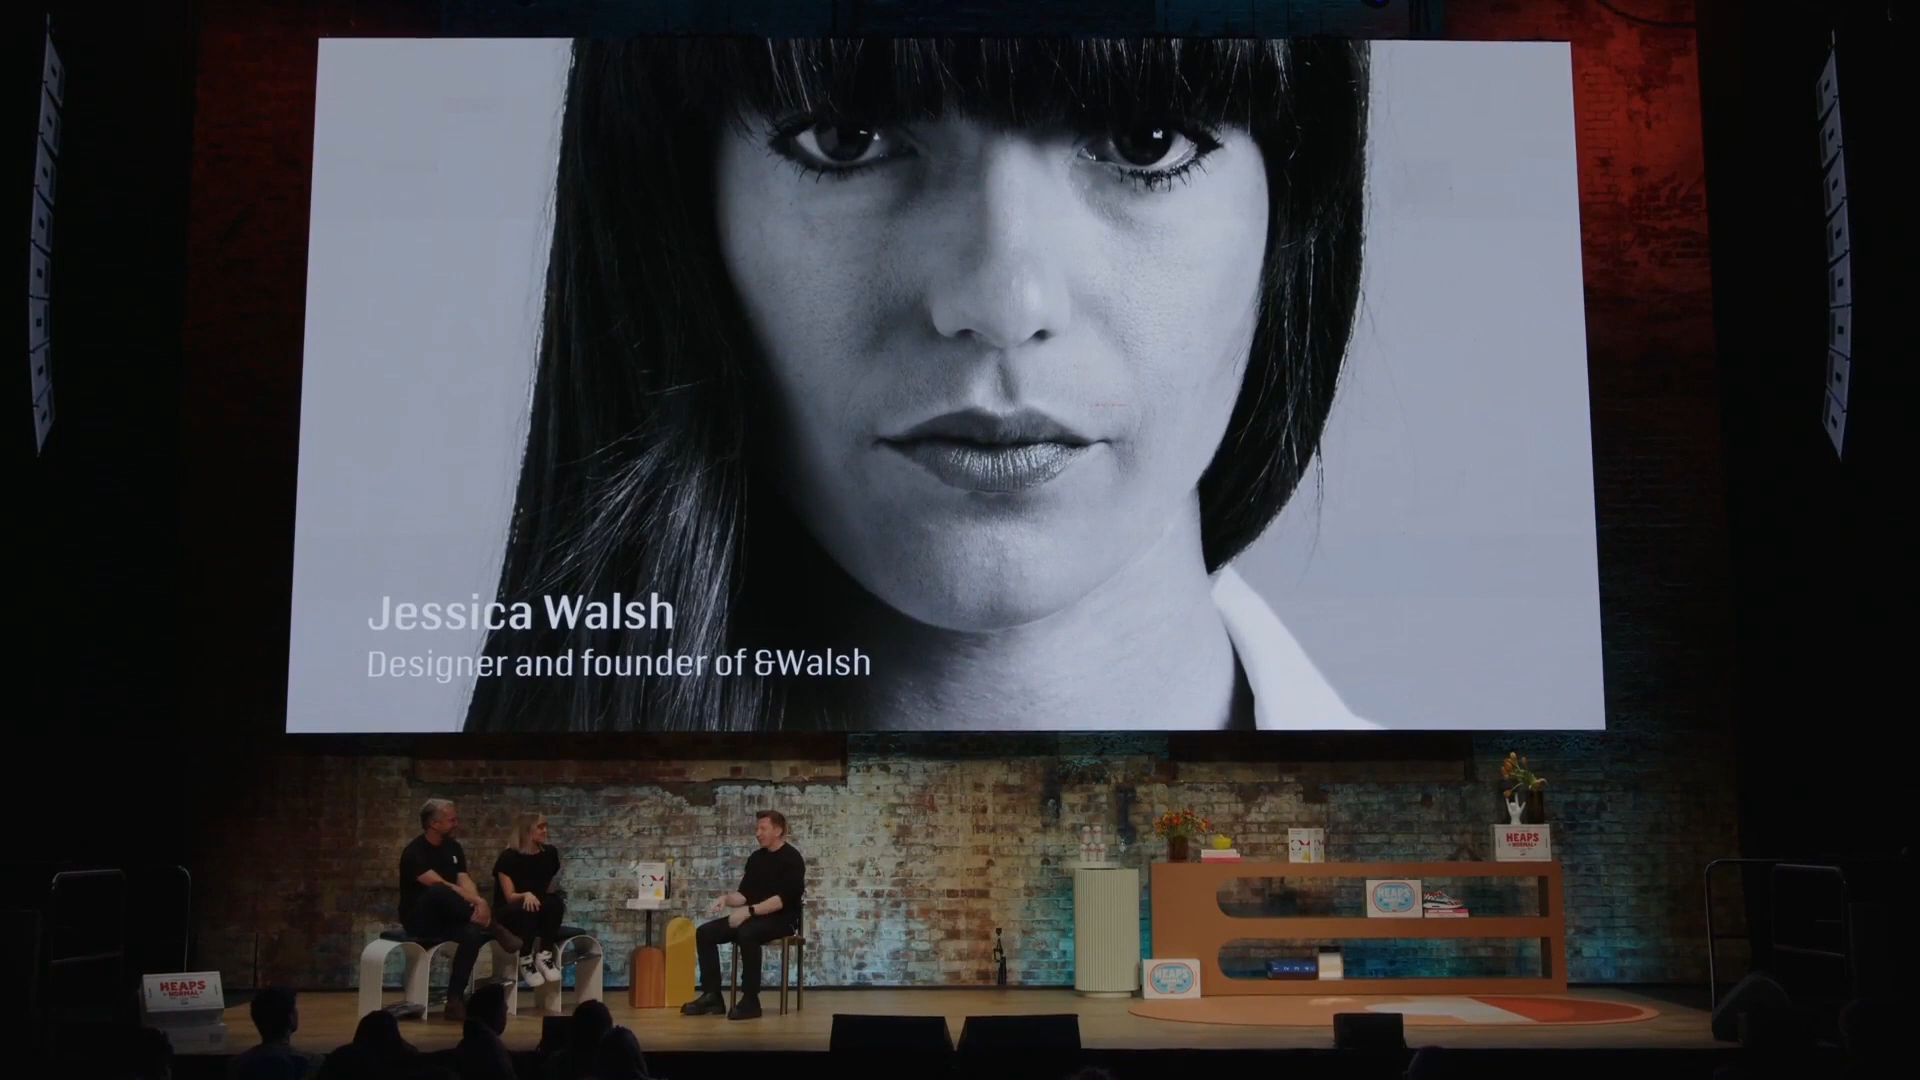 Jessica Walsh
Designer and founder of &Walsh
HEAPS
NORMAL
HEAPS
HEAPS
NORMAL
HEAPS